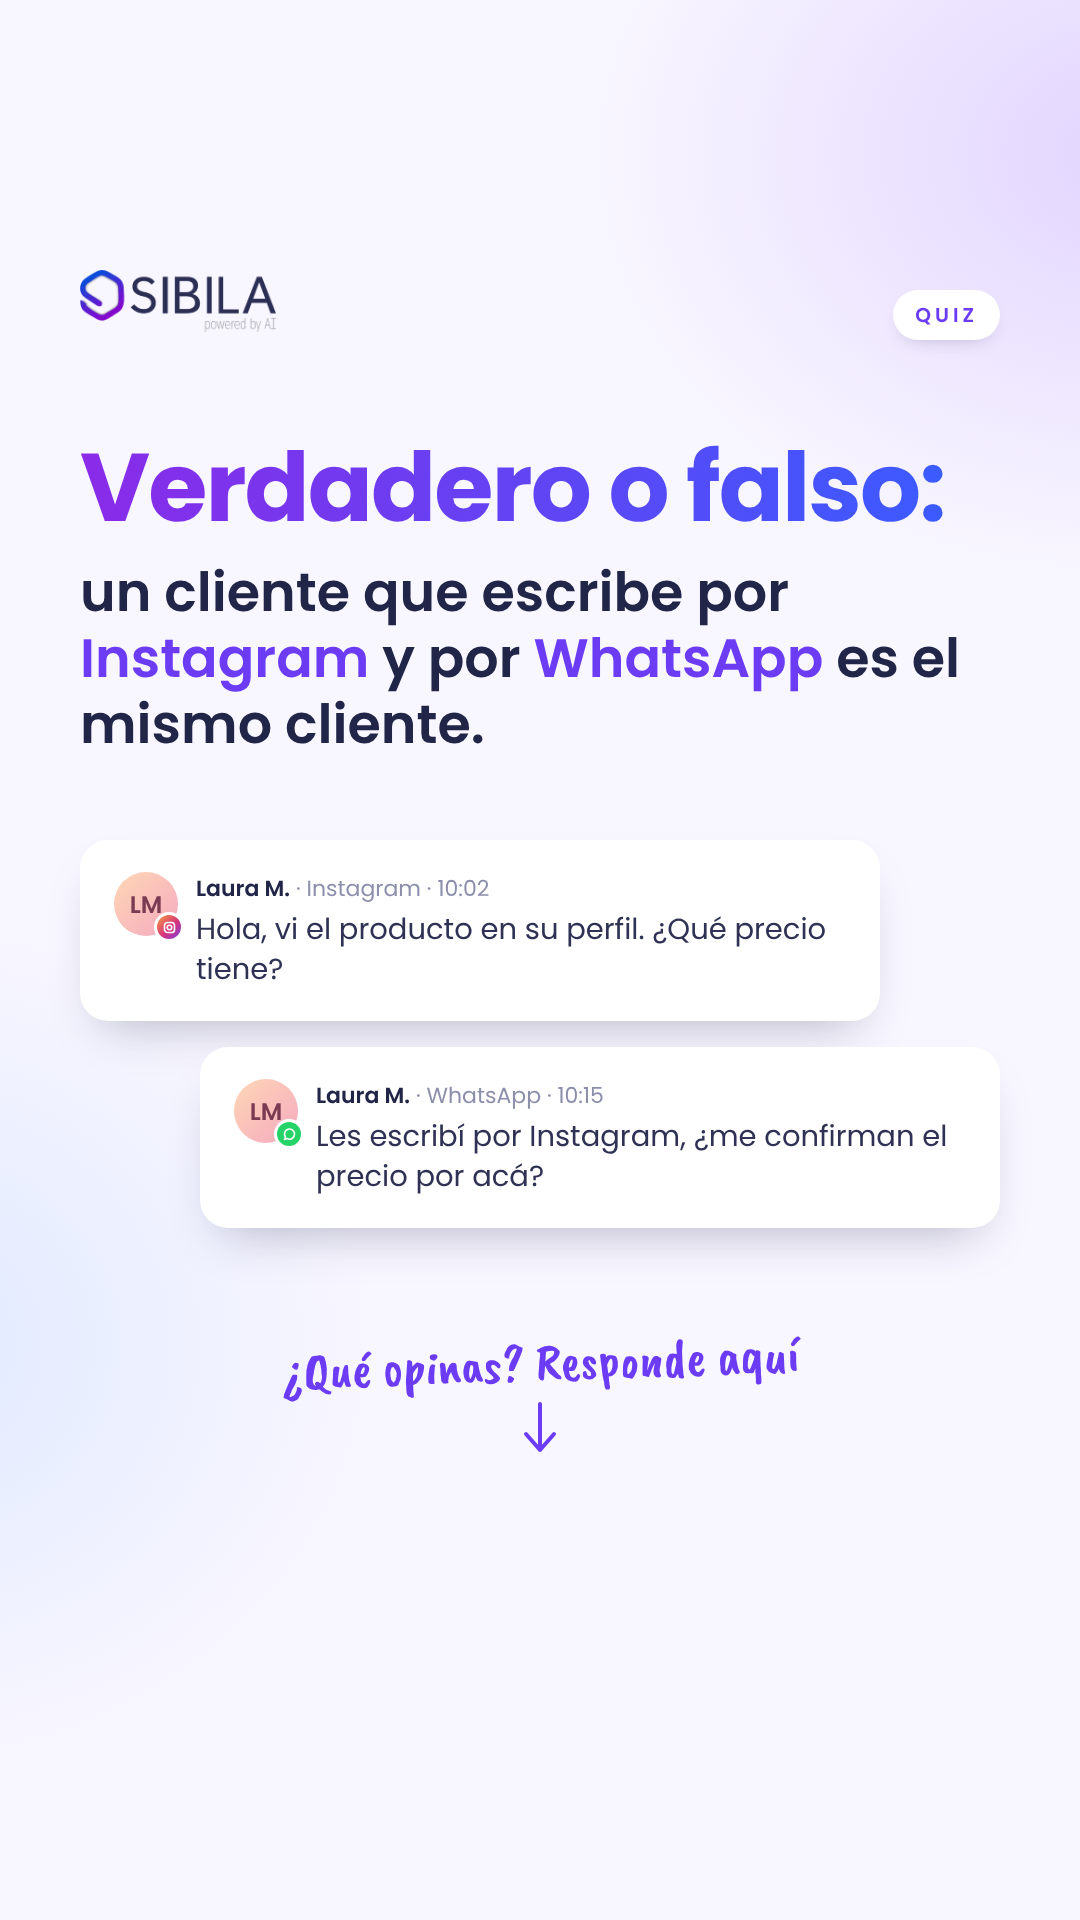 SIBILA
powered by AI
QUIZ
Verdadero o falso:
un cliente que escribe por
Instagram y por WhatsApp es el
mismo cliente.
LM
Laura M. · Instagram · 10:02
Hola, vi el producto en su perfil. ¿Qué precio
tiene?
LM
Laura M. · WhatsApp · 10:15
Les escribí por Instagram, ¿me confirman el
precio por acá?
¿Qué opinas? Responde aquí